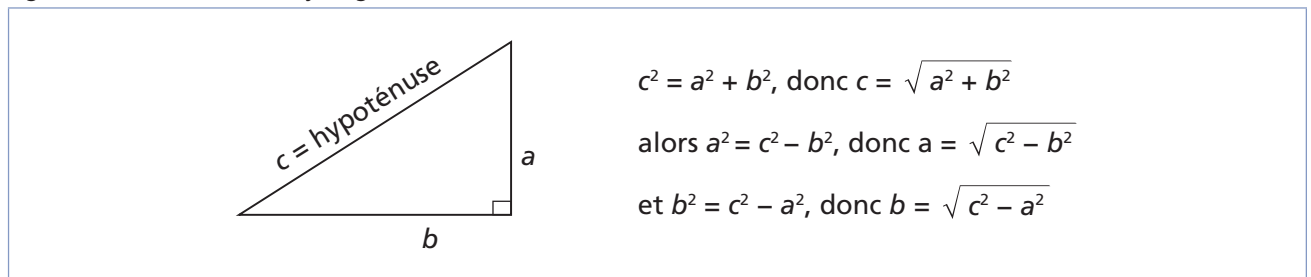 c = hypoténuse
a
b
c² = a² + b², donc c = √a² + b²
alors a² = c² – b², donc a = √c² – b²
et b² = c² – a², donc b = √c² – a²